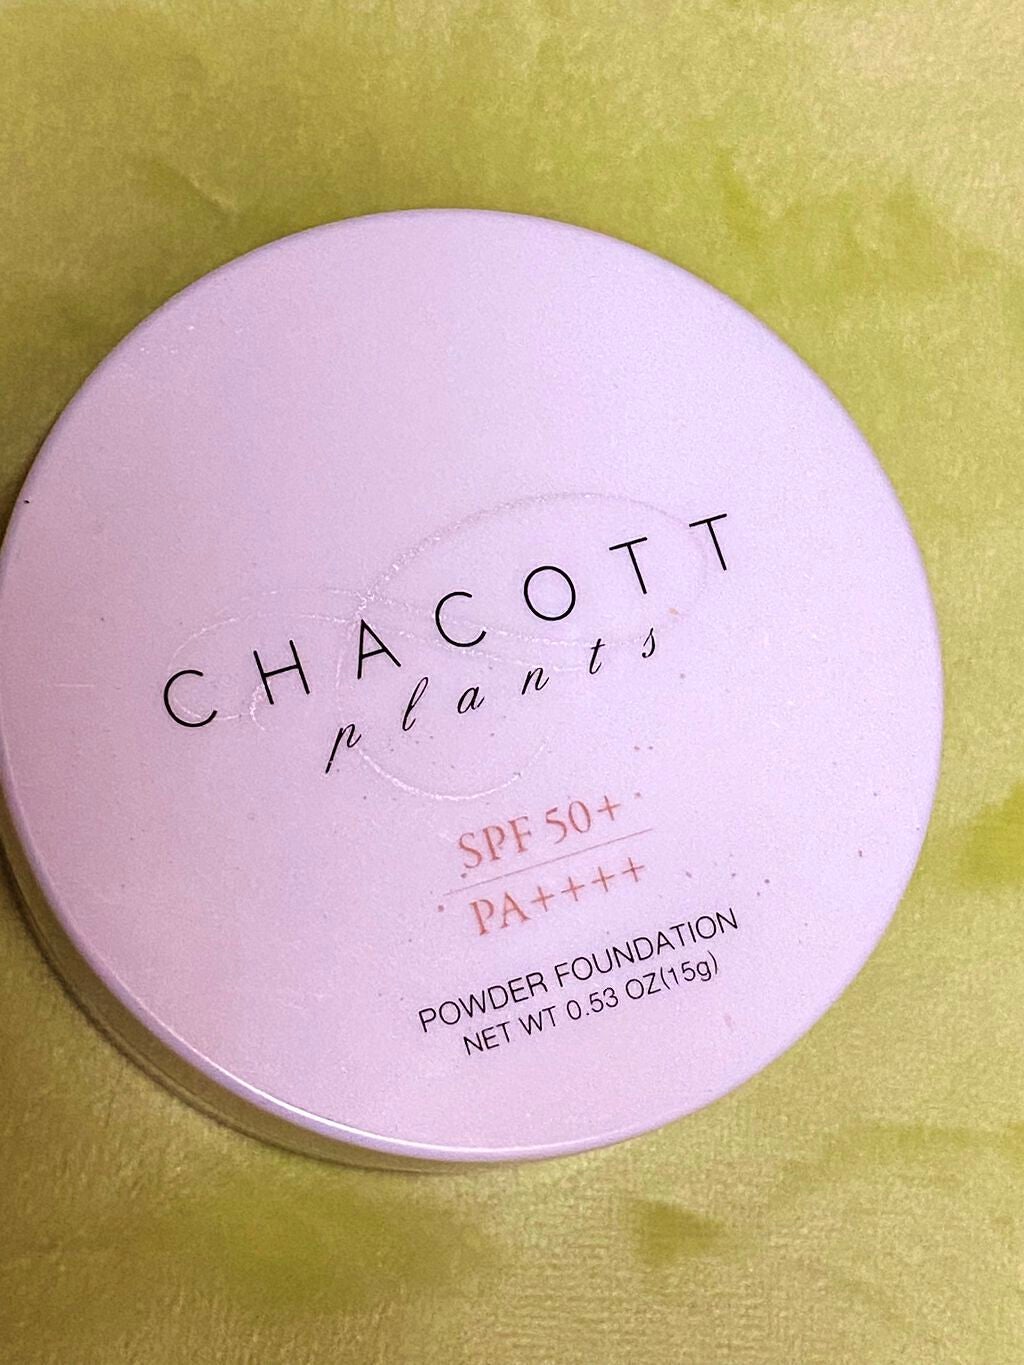 CHACOTT
plants
SPF 50+
PA++++
POWDER FOUNDATION
NET WT 0.53 OZ(15g)